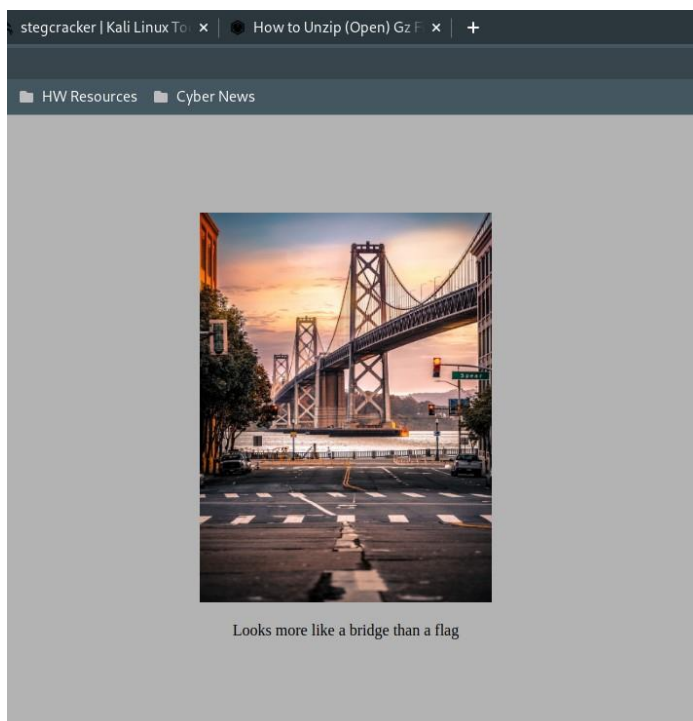 stegcracker | Kali Linux To
How to Unzip (Open) Gz F
HW Resources
Cyber News
Spear
Looks more like a bridge than a flag